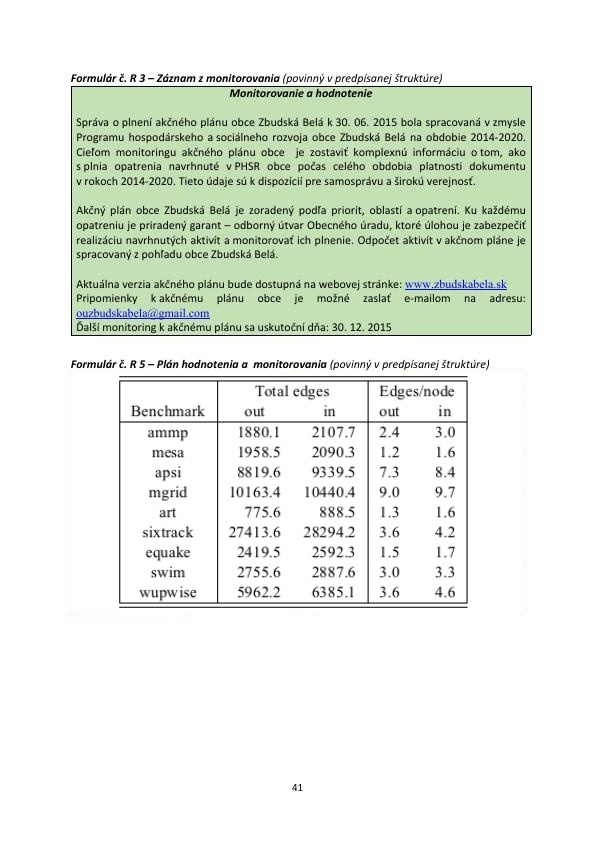 Formulár č. R 3 – Záznam z monitorovania (povinný v predpísanej štruktúre)
Monitorovanie a hodnotenie
Správa o plnení akčného plánu obce Zbudská Belá k 30. 06. 2015 bola spracovaná v zmysle
Programu hospodárskeho a sociálneho rozvoja obce Zbudská Belá na obdobie 2014-2020.
Cieľom monitoringu akčného plánu obce je zostaviť komplexnú informáciu o tom, ako
s plnia opatrenia navrhnuté v PHSR obce počas celého obdobia platnosti dokumentu
v rokoch 2014-2020. Tieto údaje sú k dispozícií pre samosprávu a širokú verejnosť.
Akčný plán obce Zbudská Belá je zoradený podľa priorít, oblastí a opatrení. Ku každému
opatreniu je priradený garant – odborný útvar Obecného úradu, ktoré úlohou je zabezpečiť
realizáciu navrhnutých aktivít a monitorovať ich plnenie. Odpočet aktivít v akčnom pláne je
spracovaný z pohľadu obce Zbudská Belá.
Aktuálna verzia akčného plánu bude dostupná na webovej stránke: www.zbudskabela.sk
Pripomienky k akčnému plánu obce je možné zaslať e-mailom na adresu:
ouzbudskabela@gmail.com
Ďalší monitoring k akčnému plánu sa uskutoční dňa: 30. 12. 2015
Formulár č. R 5 – Plán hodnotenia a monitorovania (povinný v predpísanej štruktúre)
Total edges Edges/node
Benchmark out in out in
ammp 1880.1 2107.7 2.4 3.0
mesa 1958.5 2090.3 1.2 1.6
apsi 8819.6 9339.5 7.3 8.4
mgrid 10163.4 10440.4 9.0 9.7
art 775.6 888.5 1.3 1.6
sixtrack 27413.6 28294.2 3.6 4.2
equake 2419.5 2592.3 1.5 1.7
swim 2755.6 2887.6 3.0 3.3
wupwise 5962.2 6385.1 3.6 4.6
41